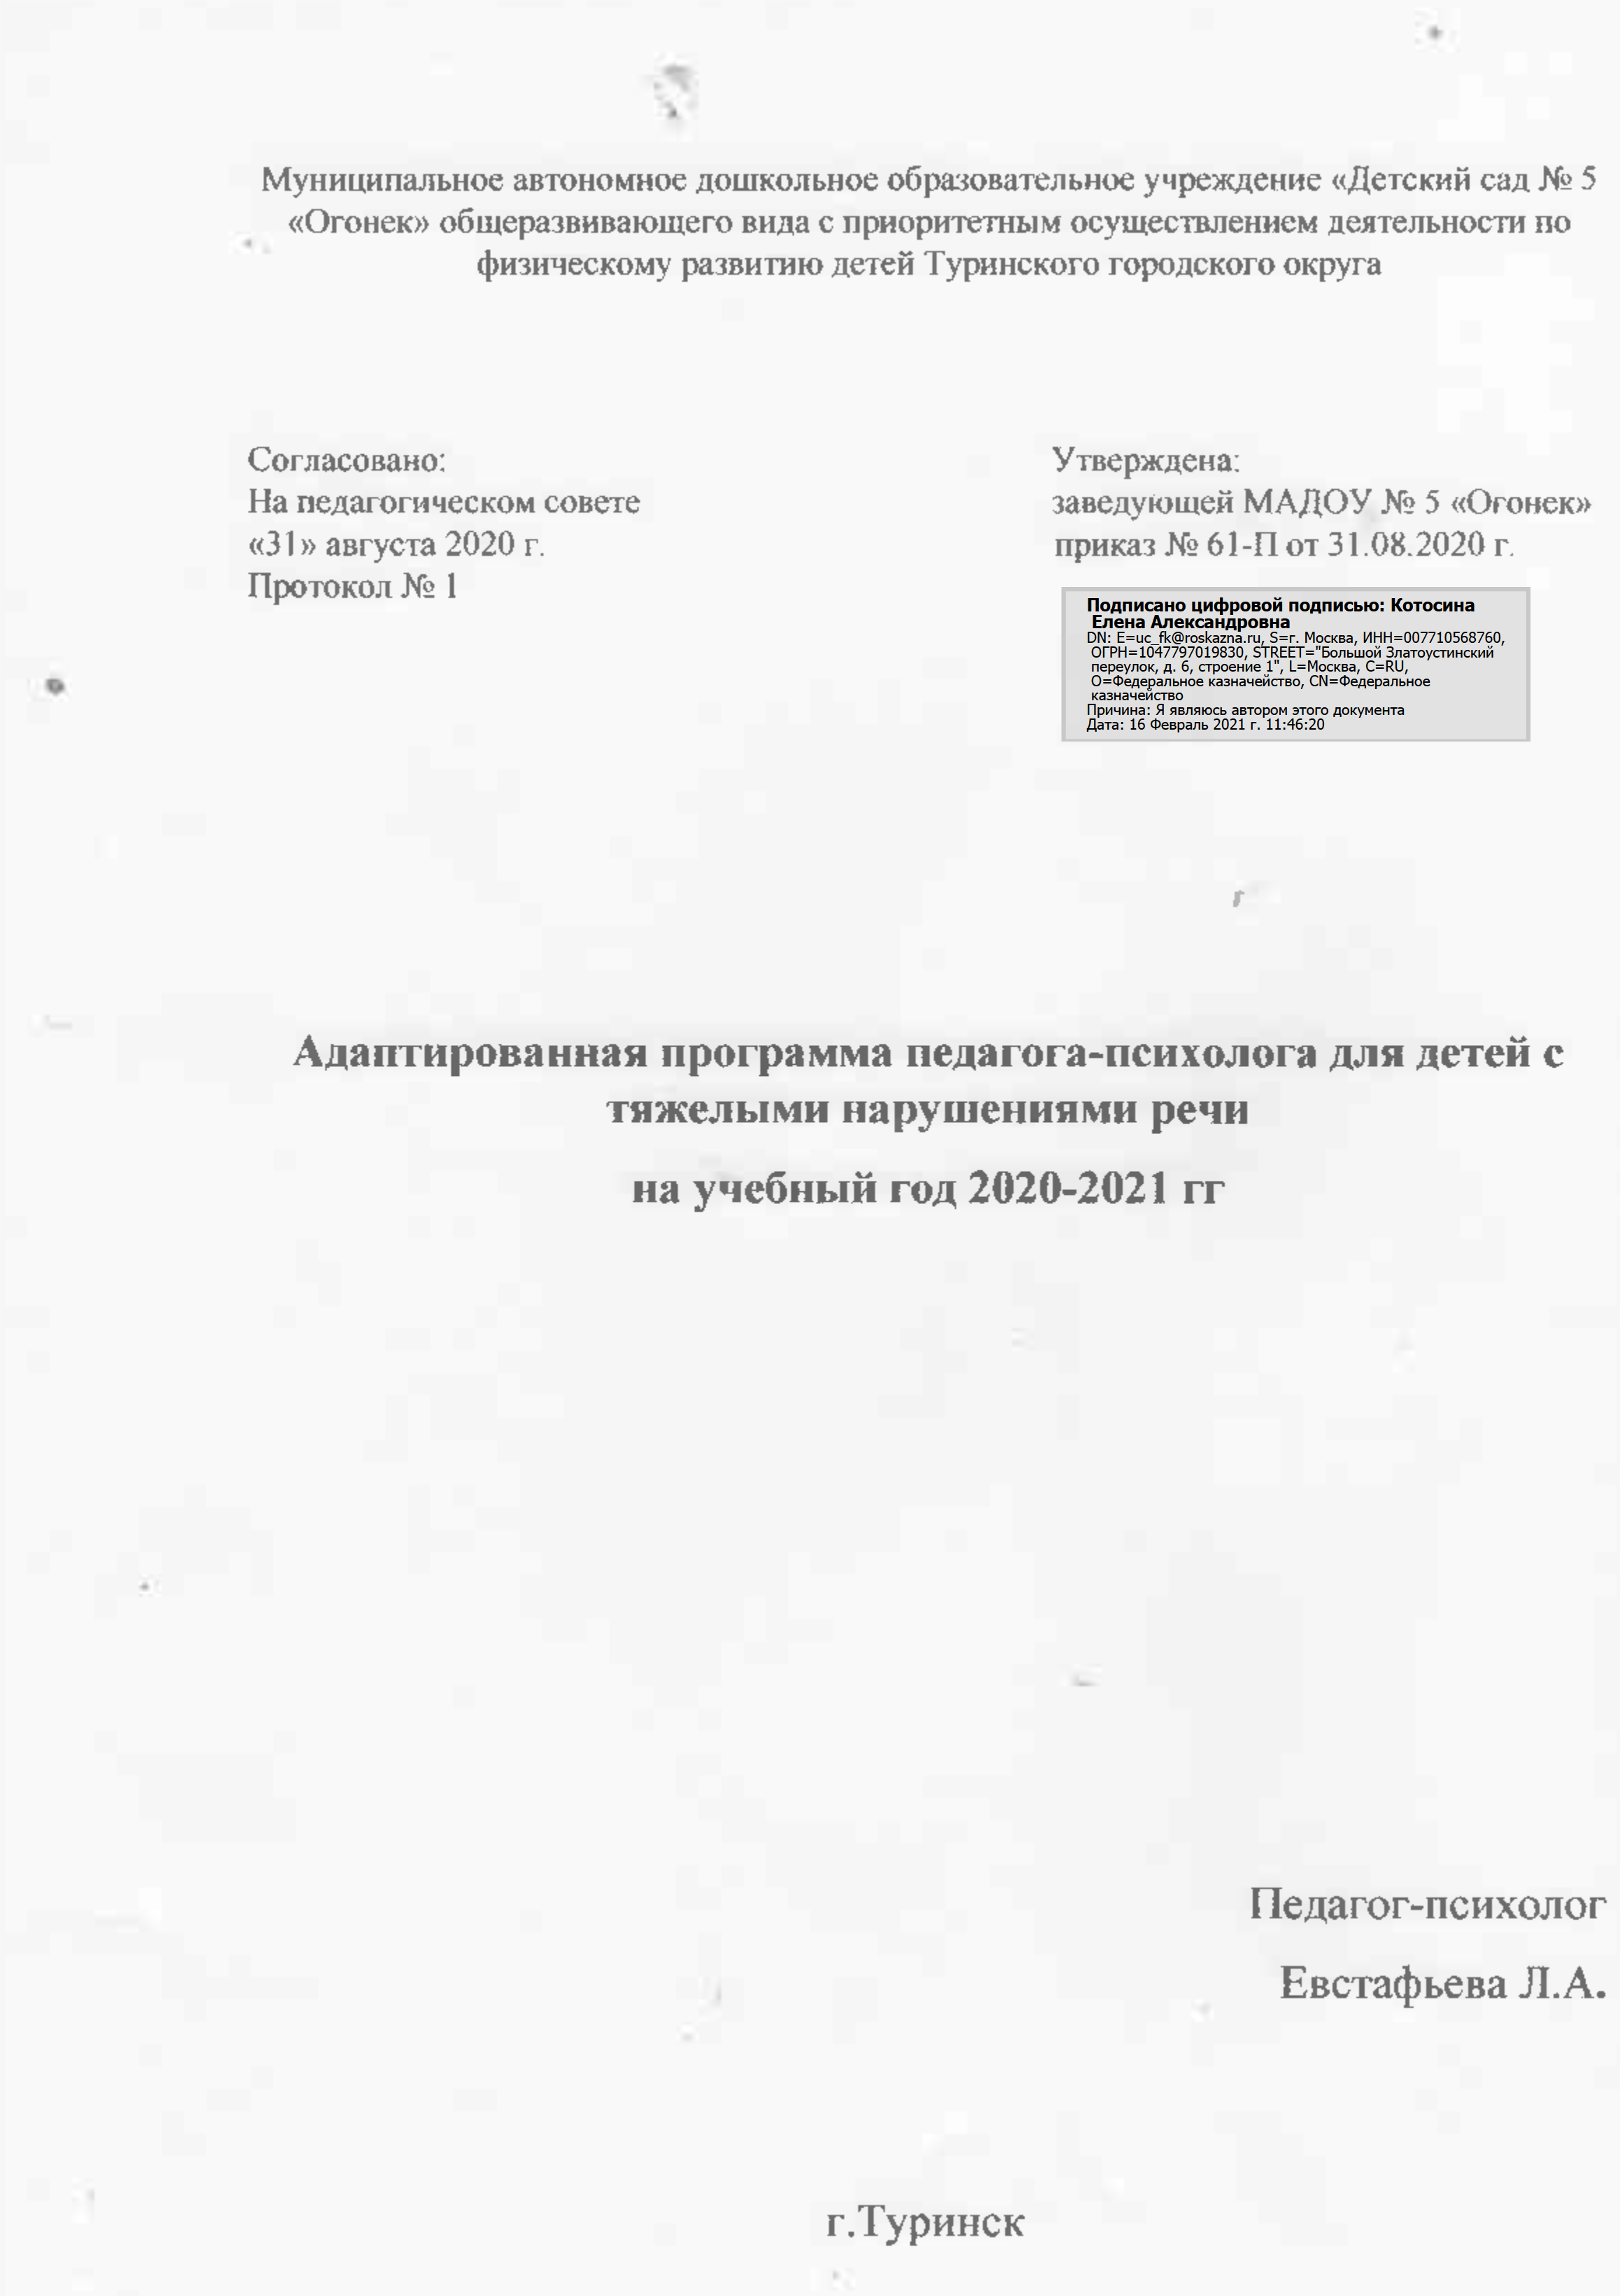 Муниципальное автономное дошкольное образовательное учреждение «Детский сад № 5
«Огонек» общеразвивающего вида с приоритетным осуществлением деятельности по
физическому развитию детей Туринского городского округа
Согласовано:
На педагогическом совете
«31» августа 2020 г.
Протокол № 1
Утверждена:
заведующей МАДОУ № 5 «Огонек»
приказ № 61-П от 31.08.2020 г.
Подписано цифровой подписью: Котосина
Елена Александровна
DN: E=uc_fk@roskazna.ru, S=г. Москва, ИНН=007710568760,
ОГРН=1047797019830, STREET="Большой Златоустинский
переулок, д. 6, строение 1", L=Москва, C=RU,
O=Федеральное казначейство, CN=Федеральное
казначейство
Причина: Я являюсь автором этого документа
Дата: 16 Февраль 2021 г. 11:46:20
Адаптированная программа педагога-психолога для детей с
тяжелыми нарушениями речи
на учебный год 2020-2021 гг
Педагог-психолог
Евстафьева Л.А.
г.Туринск